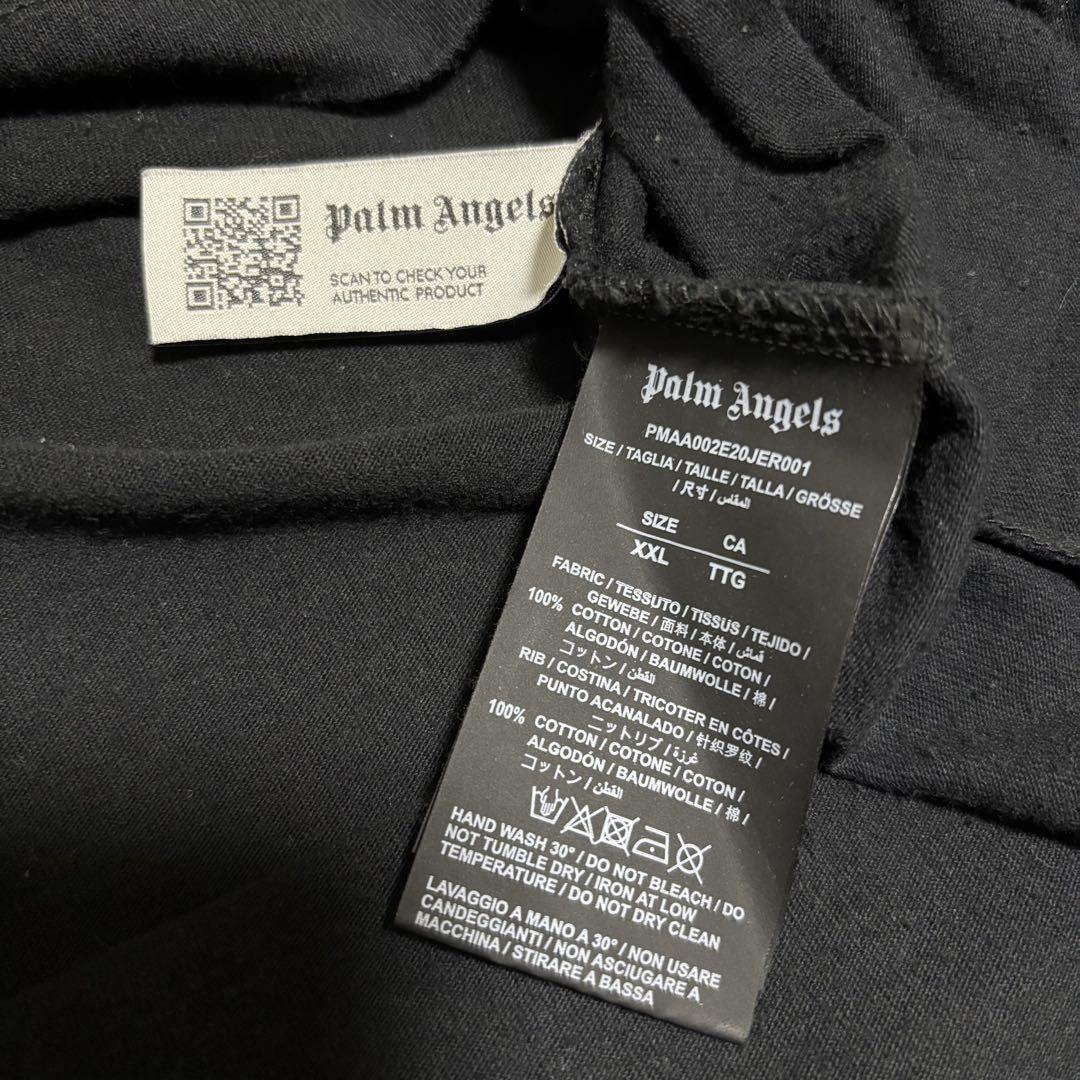 Palm Angels
SCAN TO CHECK YOUR
AUTHENTIC PRODUCT
Palm Angels
PMAA002E20JER001
SIZE / TAGLIA / TAILLE / TALLA / GRÖSSE
/ 尺寸 / المقاس
SIZE CA
XXL TTG
FABRIC / TESSUTO / TISSUS / TEJIDO /
GEWEBE / 面料 / 本体 / قماش
100% COTTON / COTONE / COTON /
ALGODÓN / BAUMWOLLE / 棉 /
コットン / القطن
RIB / COSTINA / TRICOTER EN CÔTES /
PUNTO ACANALADO / 针织罗纹 /
ニットリブ / غرزة
100% COTTON / COTONE / COTON /
ALGODÓN / BAUMWOLLE / 棉 /
コットン / القطن
HAND WASH 30° / DO NOT BLEACH / DO
NOT TUMBLE DRY / IRON AT LOW
TEMPERATURE / DO NOT DRY CLEAN
LAVAGGIO A MANO A 30° / NON USARE
CANDEGGIANTI / NON ASCIUGARE A
MACCHINA / STIRARE A BASSA